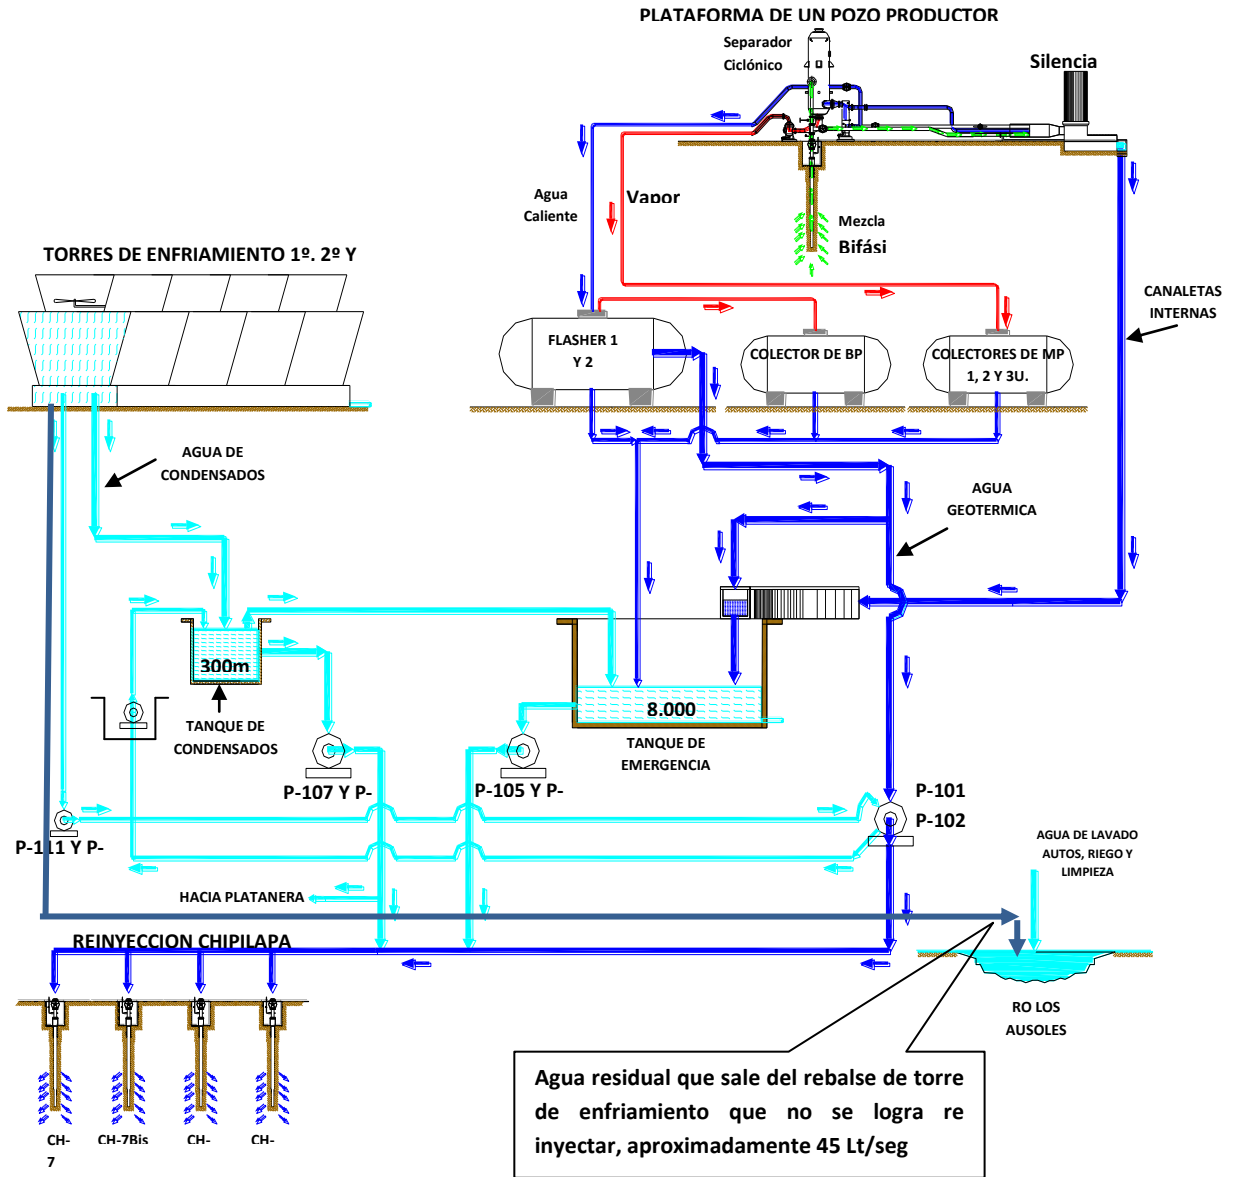 PLATAFORMA DE UN POZO PRODUCTOR
Separador
Ciclónico
Silencia
Agua
Caliente
Vapor
Mezcla
Bifási
TORRES DE ENFRIAMIENTO 1º. 2º Y
CANALETAS
INTERNAS
FLASHER 1
Y 2
COLECTOR DE BP
COLECTORES DE MP
1, 2 Y 3U.
AGUA DE
CONDENSADOS
AGUA
GEOTERMICA
300m
TANQUE DE
CONDENSADOS
8.000
TANQUE DE
EMERGENCIA
P-107 Y P-
P-105 Y P-
P-101
P-102
P-111 Y P-
AGUA DE LAVADO
AUTOS, RIEGO Y
LIMPIEZA
HACIA PLATANERA
REINYECCION CHIPILAPA
RO LOS
AUSOLES
Agua residual que sale del rebalse de torre
de enfriamiento que no se logra re
inyectar, aproximadamente 45 Lt/seg
CH-
7
CH-7Bis
CH-
CH-